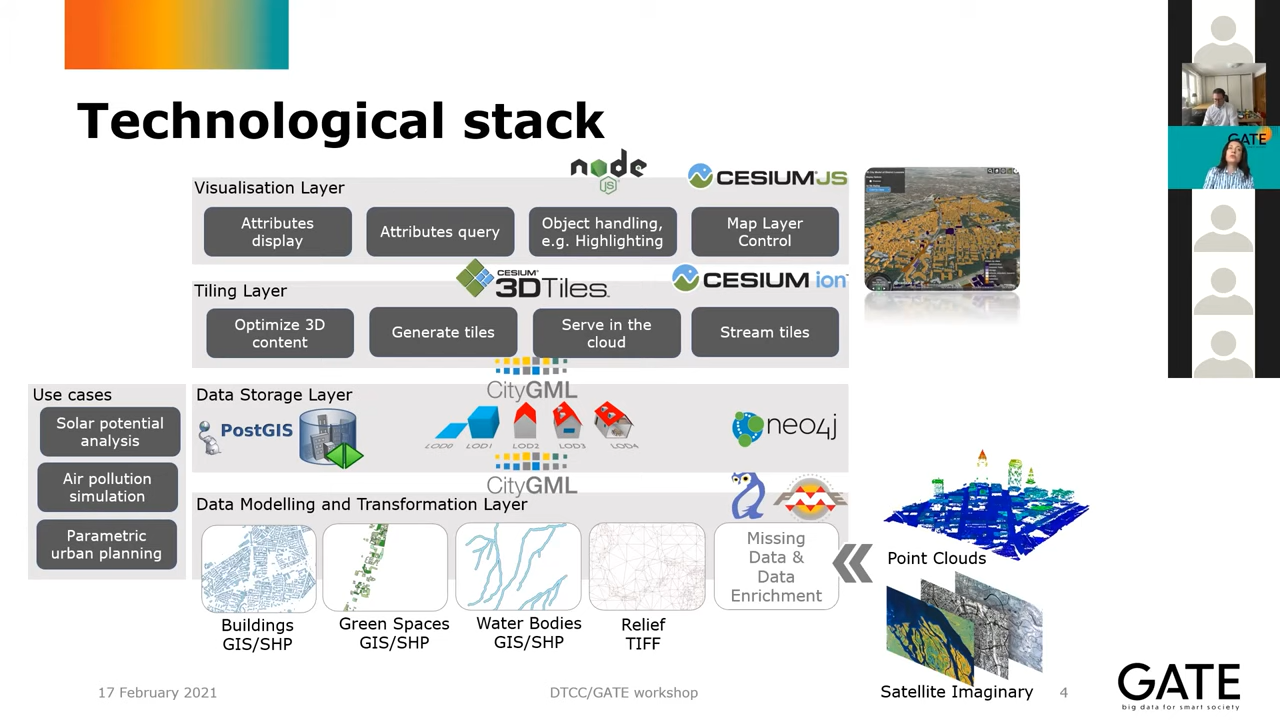 GATE
Technological stack
node
JS
CESIUM JS
Visualisation Layer
Attributes
display
Attributes query
Object handling,
e.g. Highlighting
Map Layer
Control
CESIUM
3DTiles
CESIUM ion
Tiling Layer
Optimize 3D
content
Generate tiles
Serve in the
cloud
Stream tiles
CityGML
Use cases
Solar potential
analysis
Air pollution
simulation
Parametric
urban planning
Data Storage Layer
PostGIS
LOD0
LOD1
LOD2
LOD3
LOD4
neo4j
CityGML
Data Modelling and Transformation Layer
FME
Missing
Data &
Data
Enrichment
Point Clouds
Buildings
GIS/SHP
Green Spaces
GIS/SHP
Water Bodies
GIS/SHP
Relief
TIFF
Satellite Imaginary
17 February 2021
DTCC/GATE workshop
4
GATE
big data for smart society